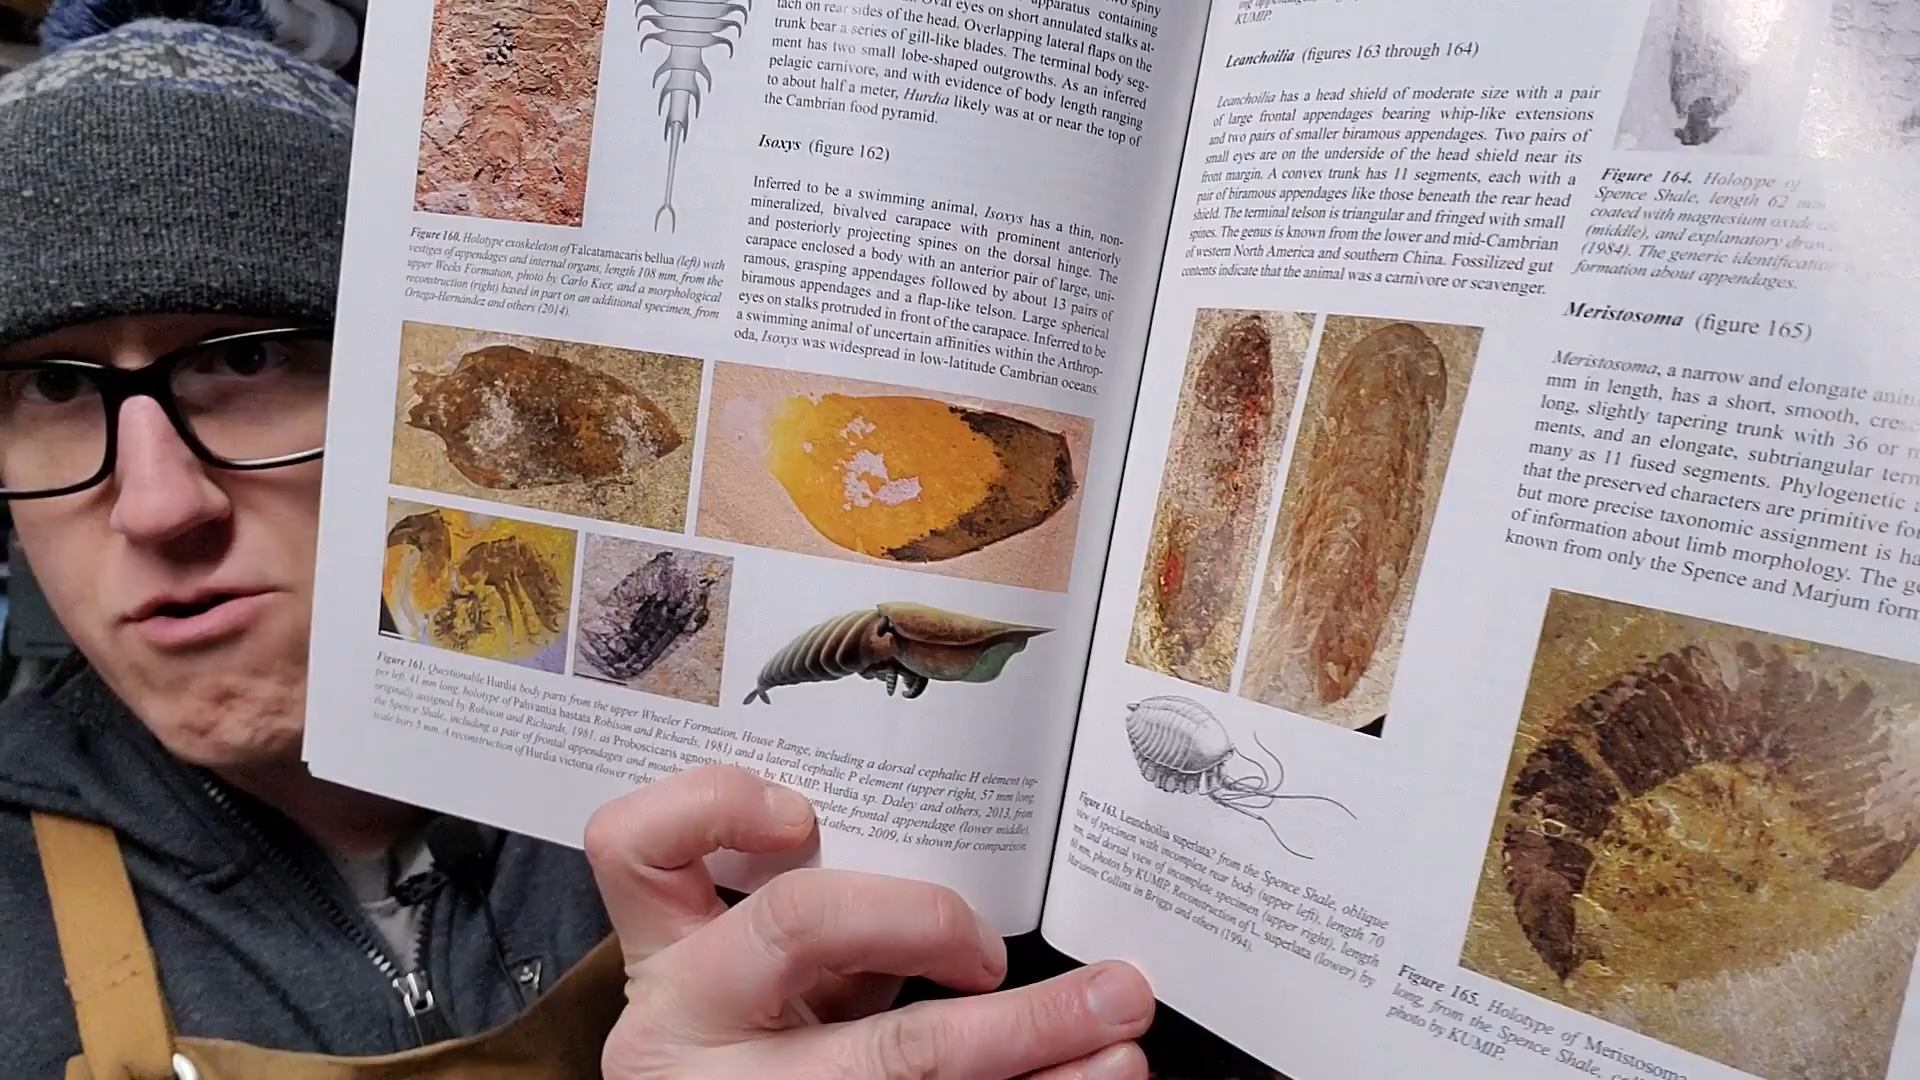 apparatus containing
two spiny
tach on rear sides of the head. Overlapping lateral flaps on the
Oval eyes on short annulated stalks at-
trunk bear a series of gill-like blades. The terminal body seg-
ment has two small lobe-shaped outgrowths. As an inferred
pelagic carnivore, and with evidence of body length ranging
to about half a meter, Hurdia likely was at or near the top of
the Cambrian food pyramid.
Isoxys (figure 162)
Inferred to be a swimming animal, Isoxys has a thin, non-
mineralized, bivalved carapace with prominent anteriorly
and posteriorly projecting spines on the dorsal hinge. The
carapace enclosed a body with an anterior pair of large, uni-
ramous, grasping appendages followed by about 13 pairs of
biramous appendages and a flap-like telson. Large spherical
eyes on stalks protruded in front of the carapace. Inferred to be
a swimming animal of uncertain affinities within the Arthrop-
oda, Isoxys was widespread in low-latitude Cambrian oceans.
Figure 160. Holotype exoskeleton of Falcatamacaris bellua (left) with
vestiges of appendages and internal organs, length 108 mm, from the
upper Weeks Formation, photo by Carlo Kier, and a morphological
reconstruction (right) based in part on an additional specimen, from
Ortega-Hernández and others (2014).
Figure 161. Questionable Hurdia body parts from the upper Wheeler Formation, House Range, including a dorsal cephalic H element (up-
per left, 41 mm long, holotype of Palivantia hastata Robison and Richards, 1981) and a lateral cephalic P element (upper right, 57 mm long,
originally assigned by Robison and Richards, 1981, as Proboscicaris agnosta), photos by KUMIP. Hurdia sp. Daley and others, 2013, from
the Spence Shale, including a pair of frontal appendages and mouth complete frontal appendage (lower middle),
scale bars 5 mm. A reconstruction of Hurdia victoria (lower right) and others, 2009, is shown for comparison.
KUMIP.
Leanchoilia (figures 163 through 164)
Leanchoilia has a head shield of moderate size with a pair
of large frontal appendages bearing whip-like extensions
and two pairs of smaller biramous appendages. Two pairs of
small eyes are on the underside of the head shield near its
front margin. A convex trunk has 11 segments, each with a
pair of biramous appendages like those beneath the rear head
shield. The terminal telson is triangular and fringed with small
spines. The genus is known from the lower and mid-Cambrian
of western North America and southern China. Fossilized gut
contents indicate that the animal was a carnivore or scavenger.
Figure 163. Leanchoilia superlata? from the Spence Shale, oblique
view of specimen with incomplete rear body (upper left), length 70
mm, and dorsal view of incomplete specimen (upper right), length
60 mm, photos by KUMIP. Reconstruction of L. superlata (lower) by
Marianne Collins in Briggs and others (1994).
Figure 164. Holotype of
Spence Shale, length 62 mm
coated with magnesium oxide
(middle), and explanatory
(1984). The generic identification
formation about appendages.
Meristosoma (figure 165)
Meristosoma, a narrow and elongate
mm in length, has a short, smooth,
long, slightly tapering trunk with 36 or
ments, and an elongate, subtriangular
many as 11 fused segments. Phylogenetic
that the preserved characters are primitive
but more precise taxonomic assignment is
of information about limb morphology. The
known from only the Spence and Marjum
Figure 165. Holotype of Meristosoma
long, from the Spence Shale,
photo by KUMIP.